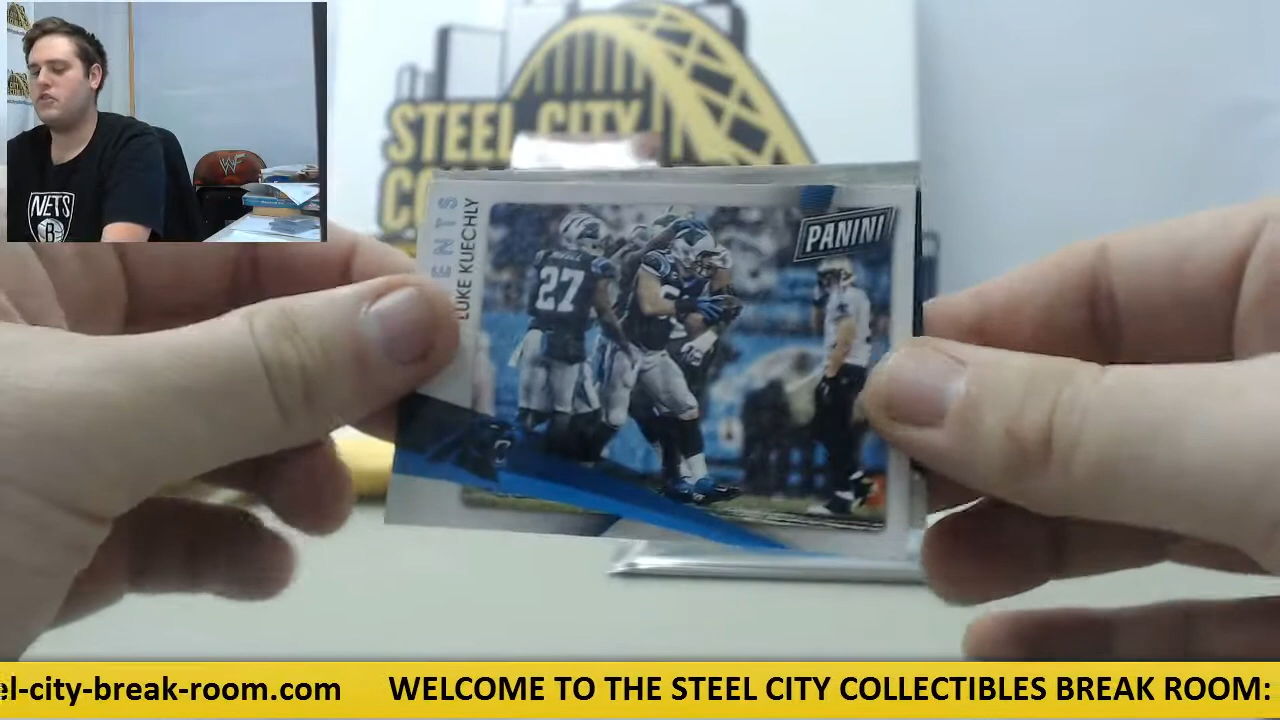 WF
NETS
B
STEEL CITY
CO
ENTS
LUKE KUECHLY
PANINI
27
el-city-break-room.com WELCOME TO THE STEEL CITY COLLECTIBLES BREAK ROOM: